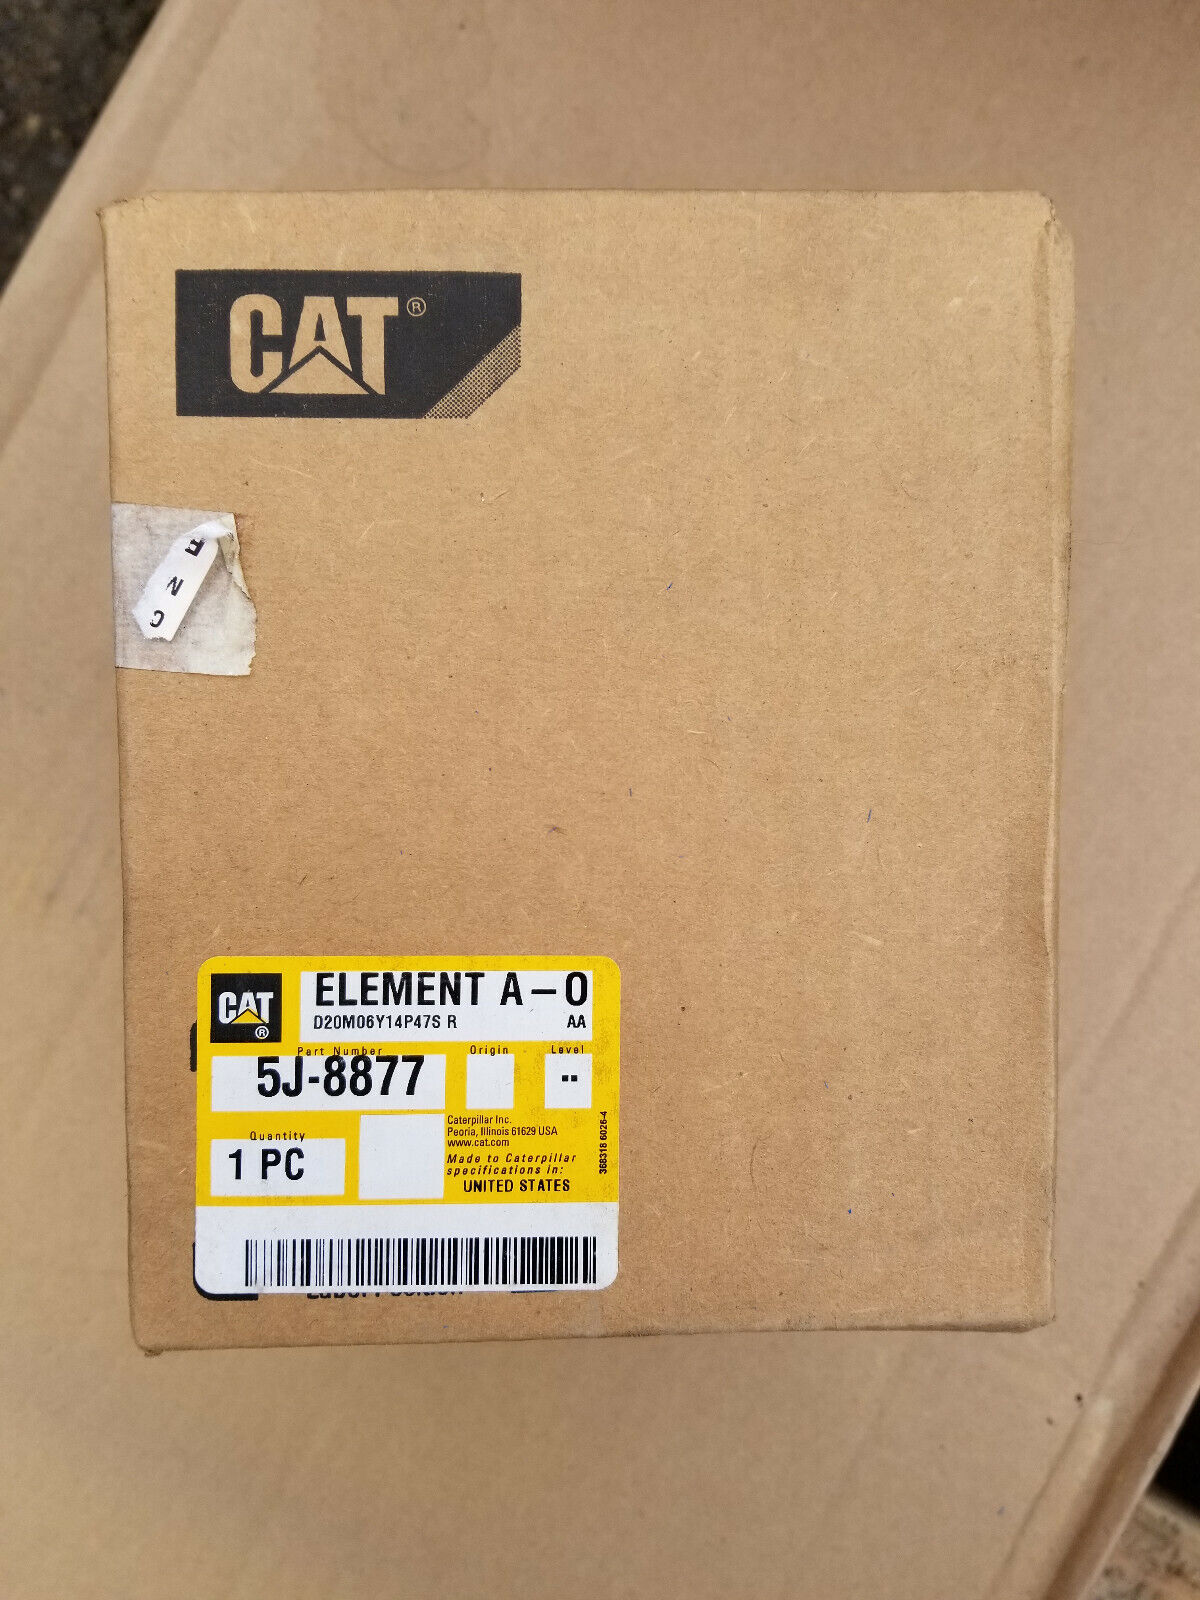 CAT®
R
N
C
CAT®
ELEMENT A-O
D20M06Y14P47S R AA
Part Number Origin Level
5J-8877 --
Quantity
1 PC
Caterpillar Inc.
Peoria, Illinois 61629 USA
www.cat.com
Made to Caterpillar
specifications in:
UNITED STATES
368318 6026-4